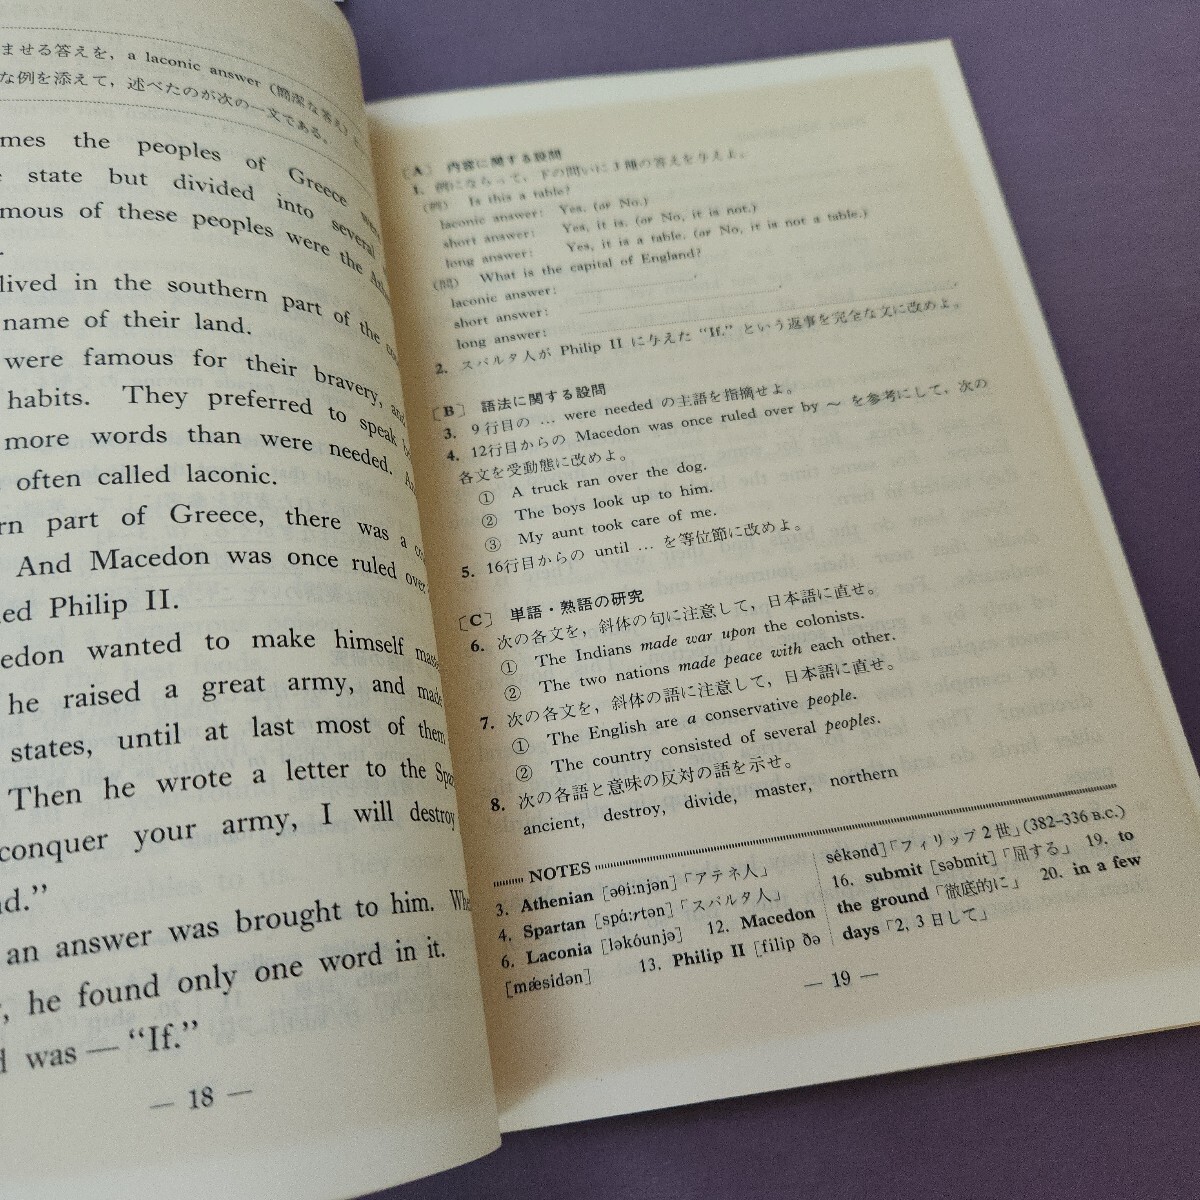 ませる答えを, a laconic answer (簡潔な答え)
な例を添えて, 述べたのが次の一文である。
mes the peoples of Greece were
state but divided into several
mous of these peoples were the
lived in the southern part of the
name of their land.
were famous for their bravery, and
habits. They preferred to speak
more words than were needed.
often called laconic.
rn part of Greece, there was a
And Macedon was once ruled over
ed Philip II.
edon wanted to make himself
he raised a great army, and made
states, until at last most of them
Then he wrote a letter to the
conquer your army, I will destroy
d.”
an answer was brought to him.
, he found only one word in it.
was — “If.”
— 18 —
[A] 内容に関する設問
1. 例にならって, 下の問いに3種の答えを与えよ。
(例) Is this a table?
laconic answer: Yes. (or No.)
short answer: Yes, it is. (or No, it is not.)
long answer: Yes, it is a table. (or No, it is not a table.)
(問) What is the capital of England?
laconic answer:
short answer:
long answer:
2. スパルタ人が Philip II に与えた “If.” という返事を完全な文に改めよ。
[B] 語法に関する設問
3. 9行目の … were needed の主語を指摘せよ。
4. 12行目からの Macedon was once ruled over by ~ を参考にして, 次の
各文を受動態に改めよ。
① A truck ran over the dog.
② The boys look up to him.
③ My aunt took care of me.
5. 16行目からの until … を等位節に改めよ。
[C] 単語・熟語の研究
6. 次の各文を, 斜体の句に注意して, 日本語に直せ。
① The Indians made war upon the colonists.
② The two nations made peace with each other.
7. 次の各文を, 斜体の語に注意して, 日本語に直せ。
① The English are a conservative people.
② The country consisted of several peoples.
8. 次の各語と意味の反対の語を示せ。
ancient, destroy, divide, master, northern
NOTES
3. Athenian [əθíːnjən]「アテネ人」
4. Spartan [spɑ́ːrtən]「スパルタ人」
6. Laconia [ləkóunjə] 12. Macedon
[mǽsidən] 13. Philip II [fílip ðə
sékənd]「フィリップ2世」(382–336 B.C.)
16. submit [səbmít]「屈する」 19. to
the ground「徹底的に」 20. in a few
days「2, 3日して」
— 19 —